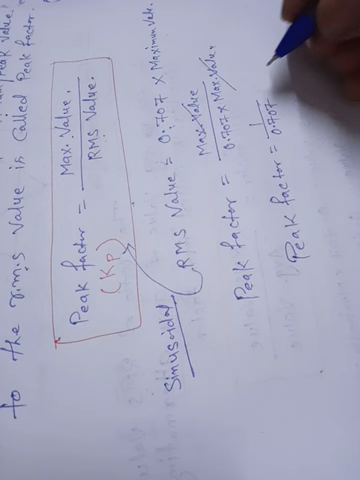 to the r.m.s value is called Peak factor.
Peak factor = Max. Value. / RMS Value.
(Kp)
Sinusoidal RMS Value = 0.707 × Maximum Value.
Peak factor = Max. Value / 0.707 × Max. Value.
Peak factor = 1 / 0.707